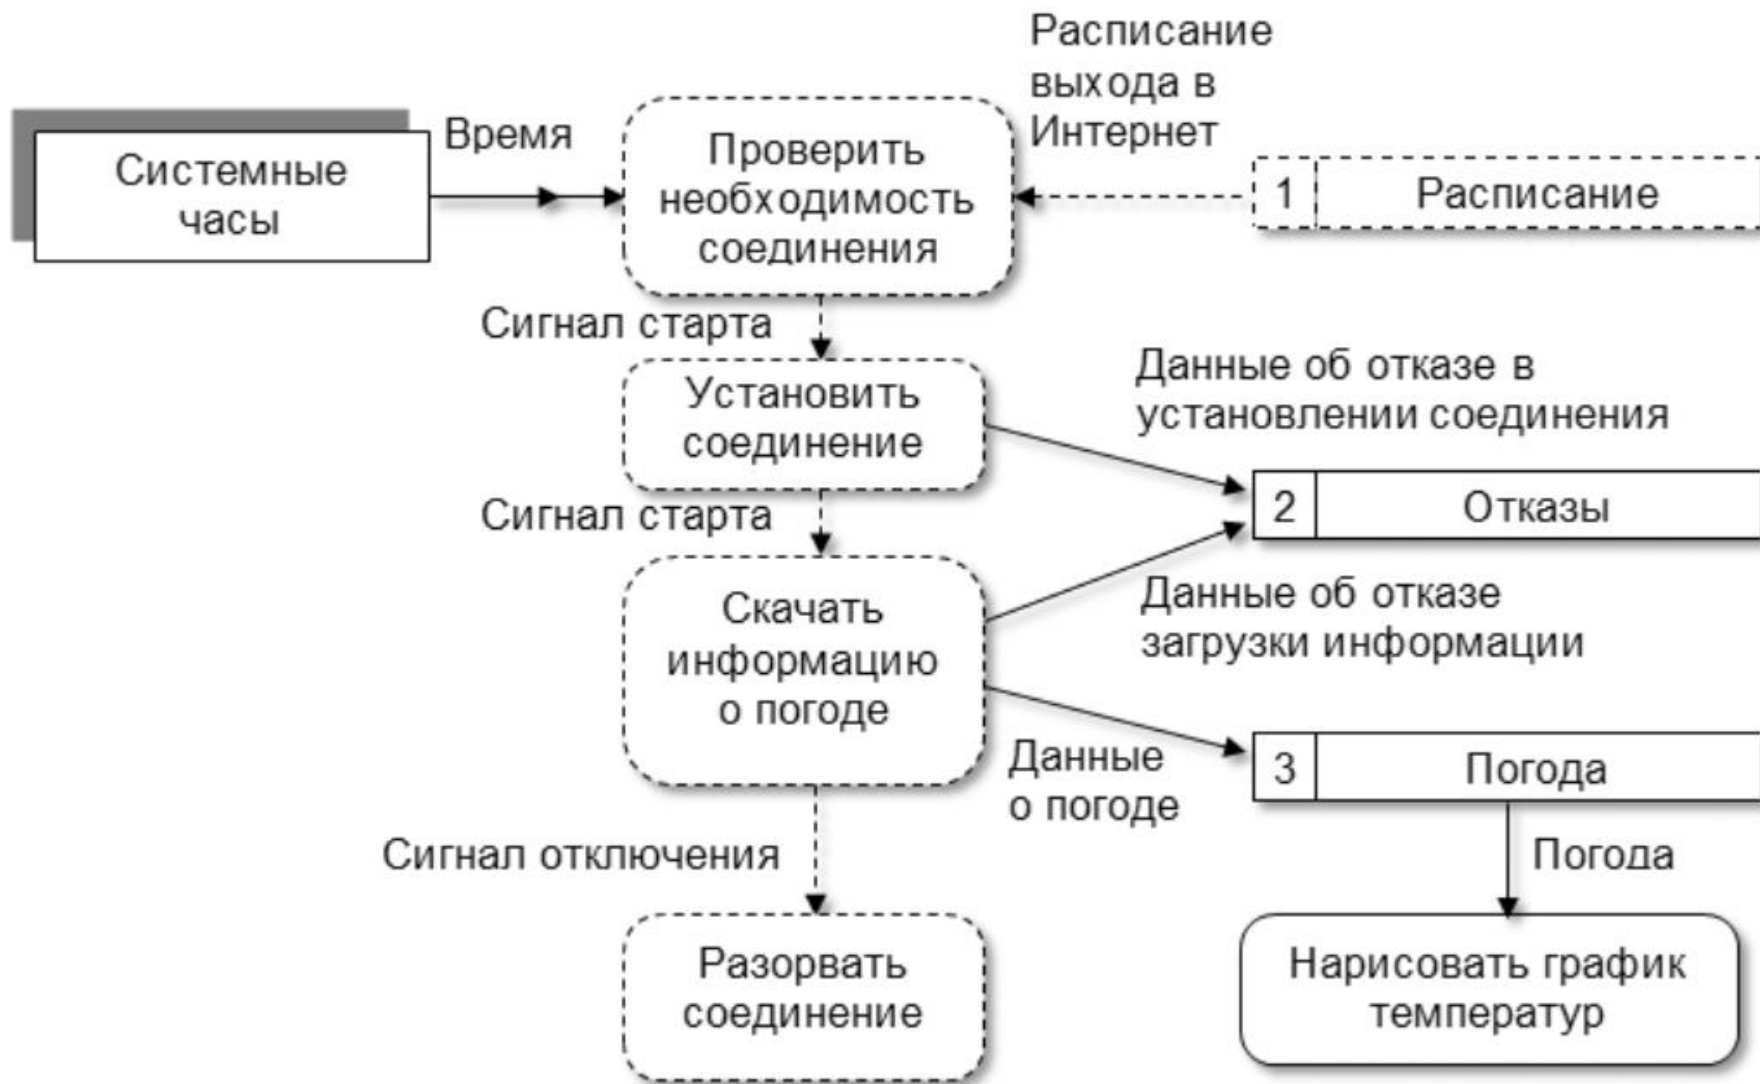 Расписание
выхода в
Интернет
Системные
часы
Время
Проверить
необходимость
соединения
1
Расписание
Сигнал старта
Установить
соединение
Данные об отказе в
установлении соединения
2
Отказы
Сигнал старта
Скачать
информацию
о погоде
Данные об отказе
загрузки информации
Данные
о погоде
3
Погода
Сигнал отключения
Погода
Разорвать
соединение
Нарисовать график
температур